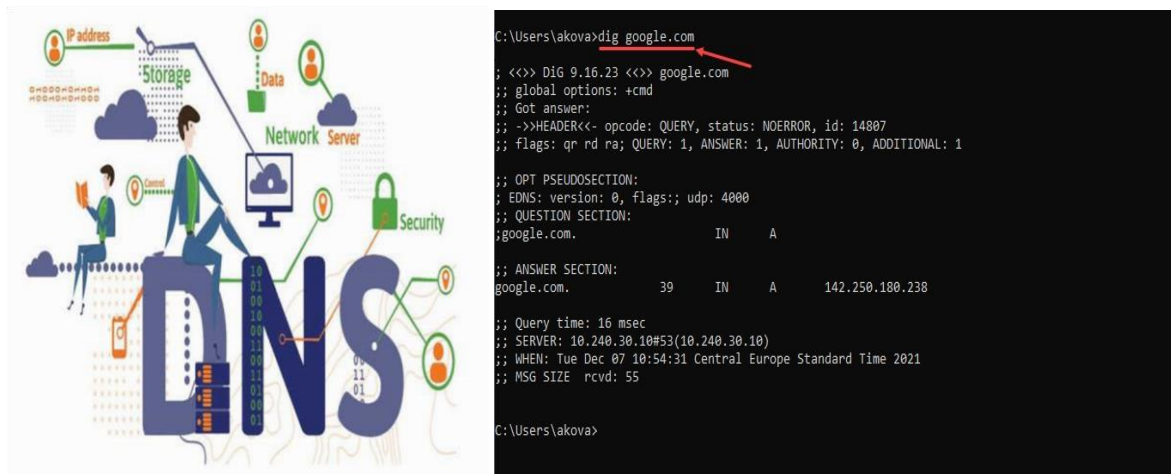 IP address
Storage
Data
Network Server
Control
Security
DNS
C:\Users\akova>dig google.com
; <<>> DiG 9.16.23 <<>> google.com
;; global options: +cmd
;; Got answer:
;; ->>HEADER<<- opcode: QUERY, status: NOERROR, id: 14807
;; flags: qr rd ra; QUERY: 1, ANSWER: 1, AUTHORITY: 0, ADDITIONAL: 1
;; OPT PSEUDOSECTION:
; EDNS: version: 0, flags:; udp: 4000
;; QUESTION SECTION:
;google.com. IN A
;; ANSWER SECTION:
google.com. 39 IN A 142.250.180.238
;; Query time: 16 msec
;; SERVER: 10.240.30.10#53(10.240.30.10)
;; WHEN: Tue Dec 07 10:54:31 Central Europe Standard Time 2021
;; MSG SIZE rcvd: 55
C:\Users\akova>